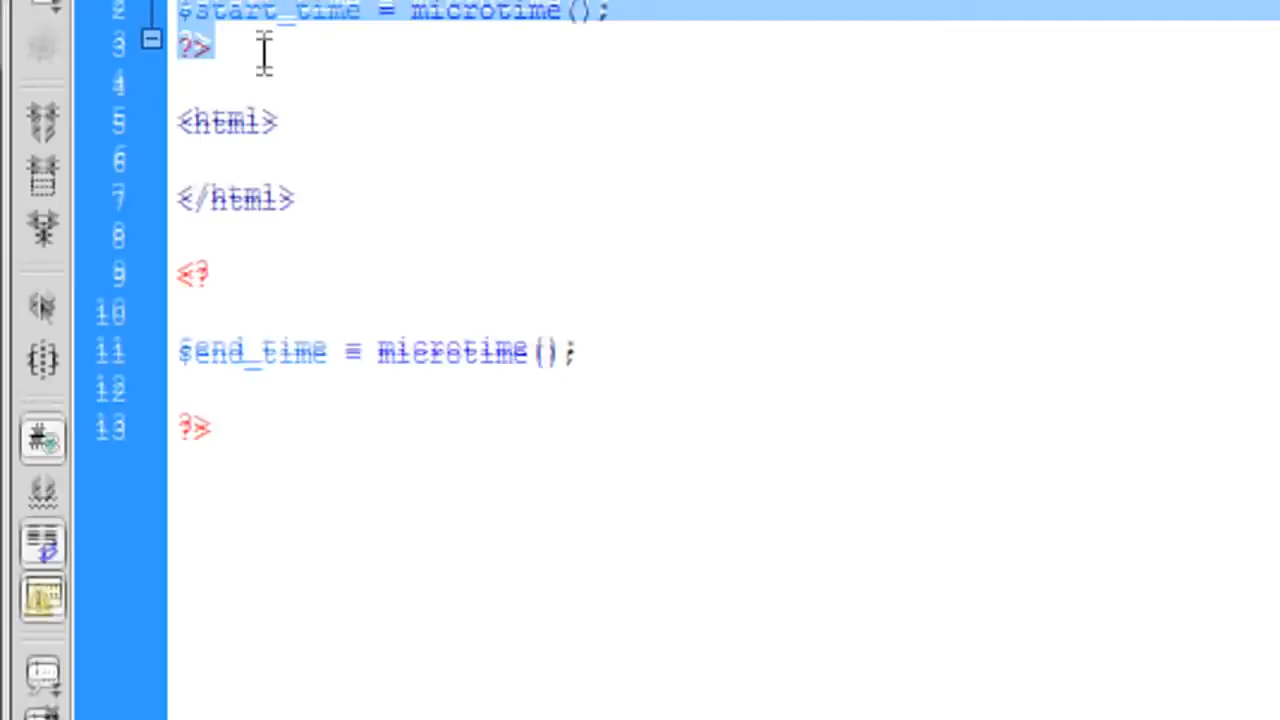 2 $start_time = microtime();
3 ?>
4
5 <html>
6
7 </html>
8
9 <?
10
11 $end_time = microtime();
12
13 ?>